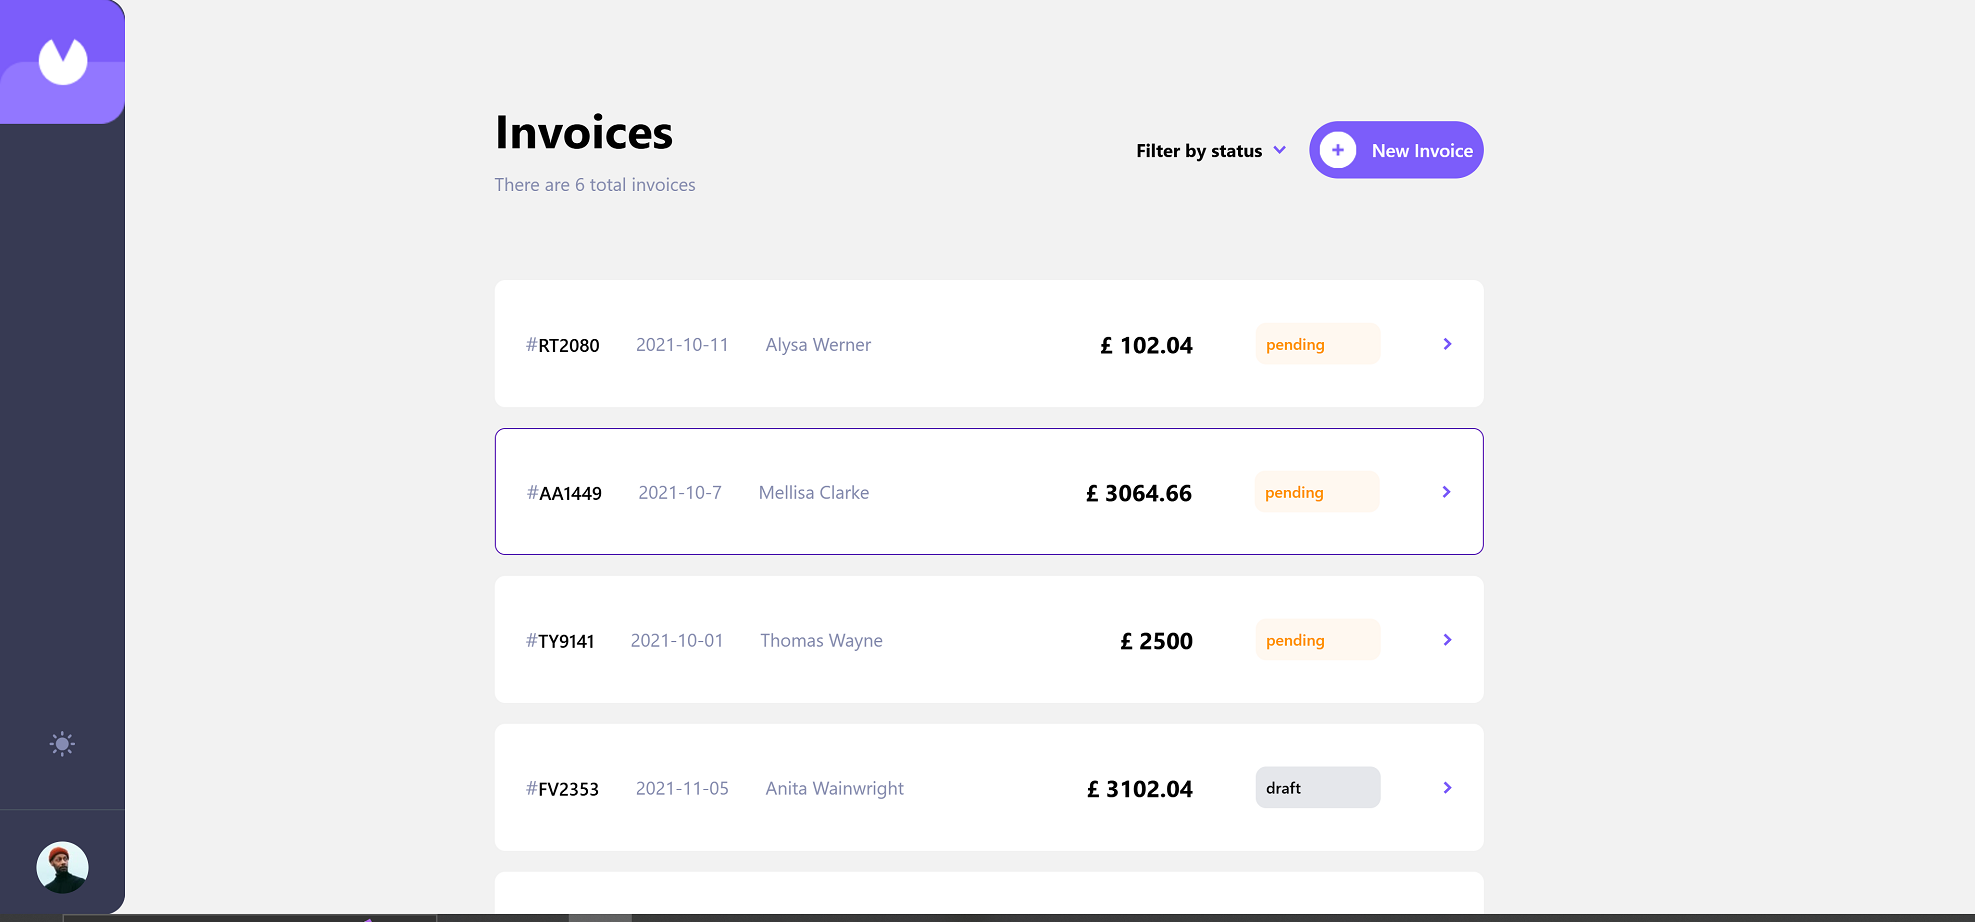 Invoices
There are 6 total invoices
Filter by status
New Invoice
#RT2080 2021-10-11 Alysa Werner £ 102.04 pending
#AA1449 2021-10-7 Mellisa Clarke £ 3064.66 pending
#TY9141 2021-10-01 Thomas Wayne £ 2500 pending
#FV2353 2021-11-05 Anita Wainwright £ 3102.04 draft